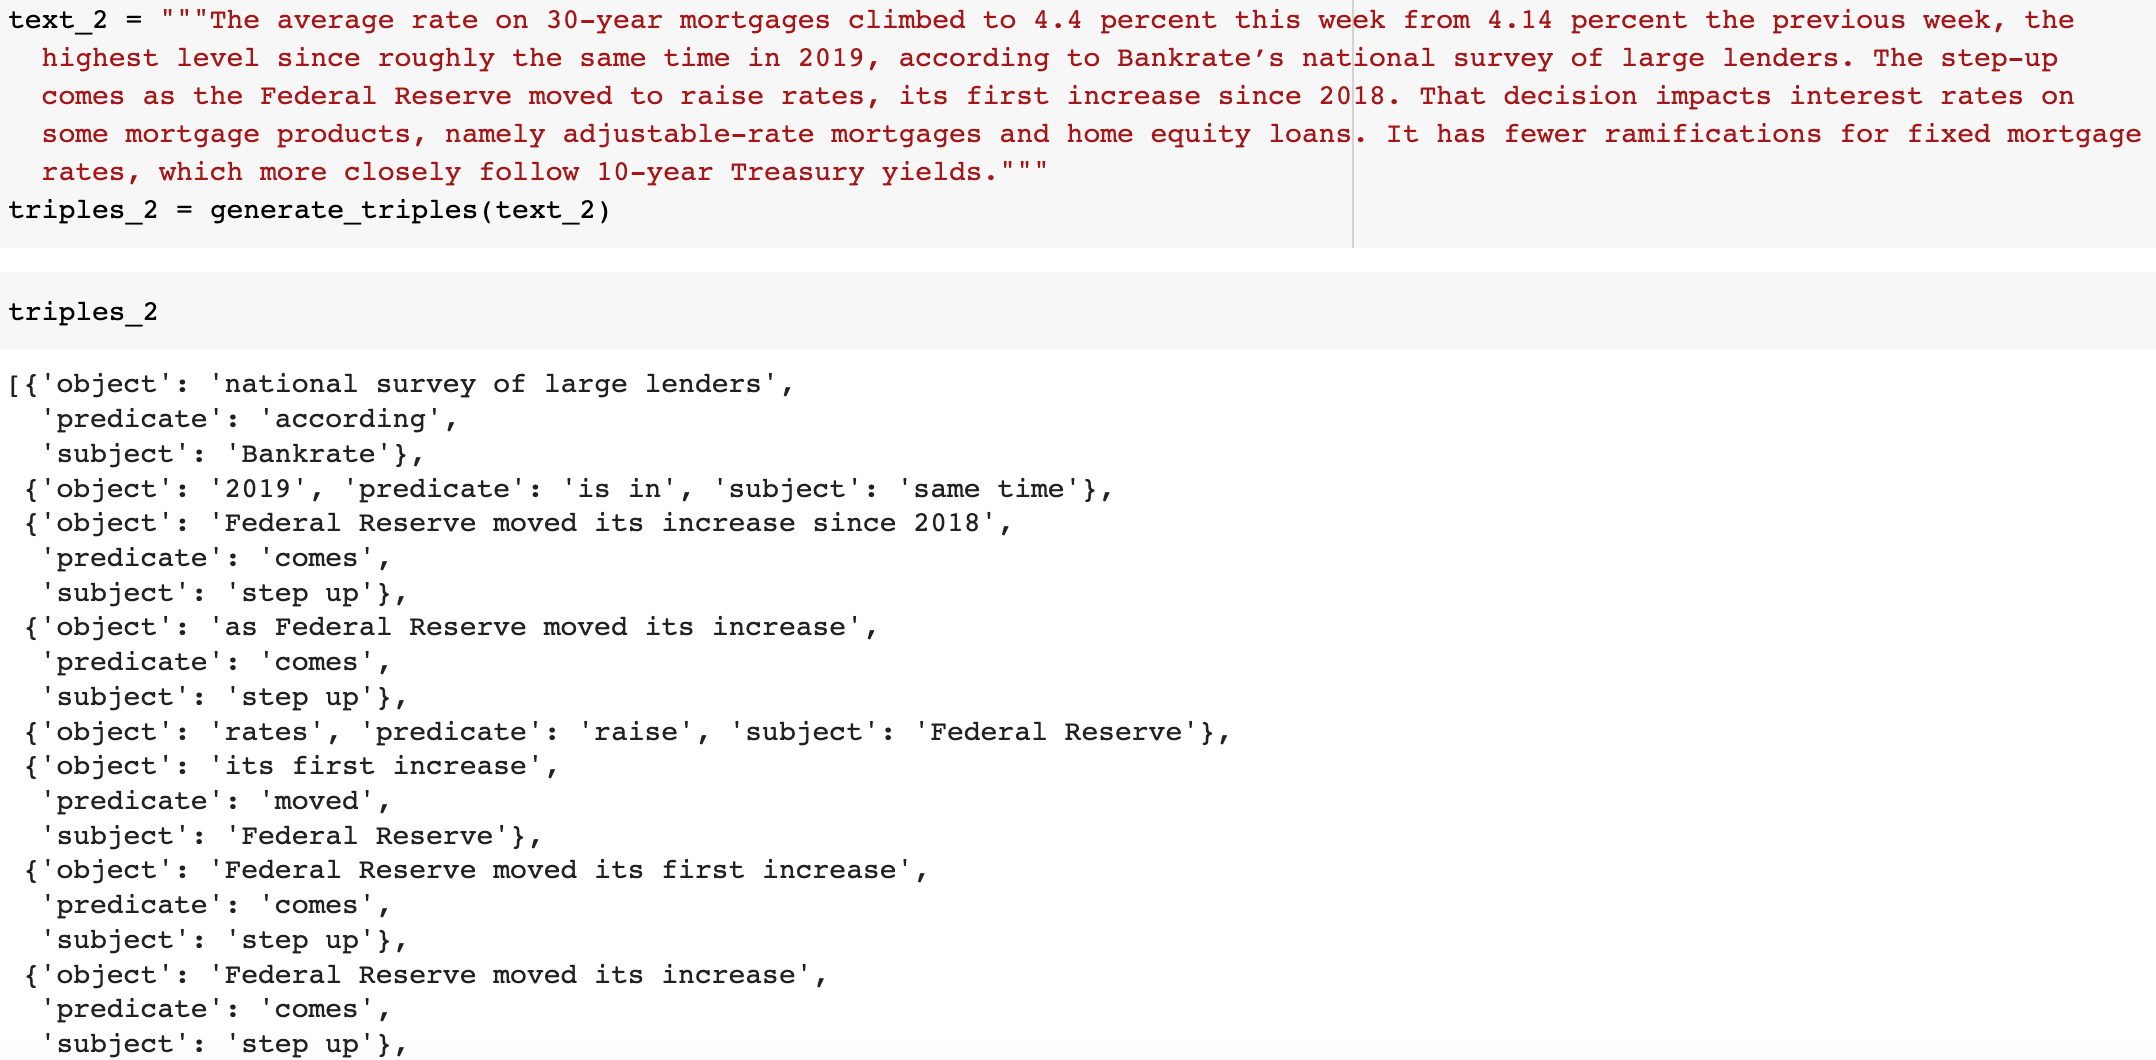 text_2 = """The average rate on 30-year mortgages climbed to 4.4 percent this week from 4.14 percent the previous week, the
highest level since roughly the same time in 2019, according to Bankrate’s national survey of large lenders. The step-up
comes as the Federal Reserve moved to raise rates, its first increase since 2018. That decision impacts interest rates on
some mortgage products, namely adjustable-rate mortgages and home equity loans. It has fewer ramifications for fixed mortgage
rates, which more closely follow 10-year Treasury yields."""
triples_2 = generate_triples(text_2)
triples_2
[{'object': 'national survey of large lenders',
'predicate': 'according',
'subject': 'Bankrate'},
{'object': '2019', 'predicate': 'is in', 'subject': 'same time'},
{'object': 'Federal Reserve moved its increase since 2018',
'predicate': 'comes',
'subject': 'step up'},
{'object': 'as Federal Reserve moved its increase',
'predicate': 'comes',
'subject': 'step up'},
{'object': 'rates', 'predicate': 'raise', 'subject': 'Federal Reserve'},
{'object': 'its first increase',
'predicate': 'moved',
'subject': 'Federal Reserve'},
{'object': 'Federal Reserve moved its first increase',
'predicate': 'comes',
'subject': 'step up'},
{'object': 'Federal Reserve moved its increase',
'predicate': 'comes',
'subject': 'step up'},